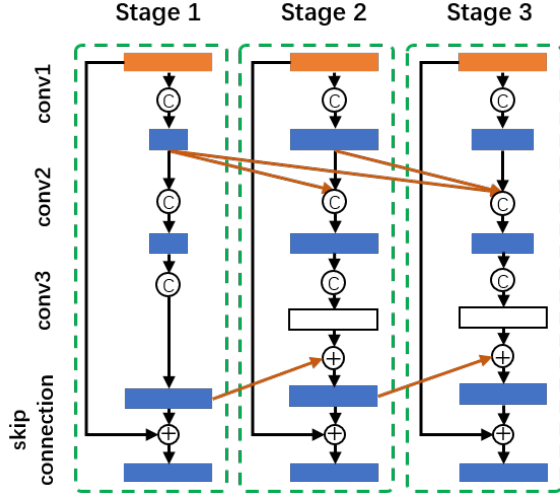 Stage 1 Stage 2 Stage 3
conv1
C C C
conv2
C C C
conv3
C C C
+ +
skip
connection
+ + +